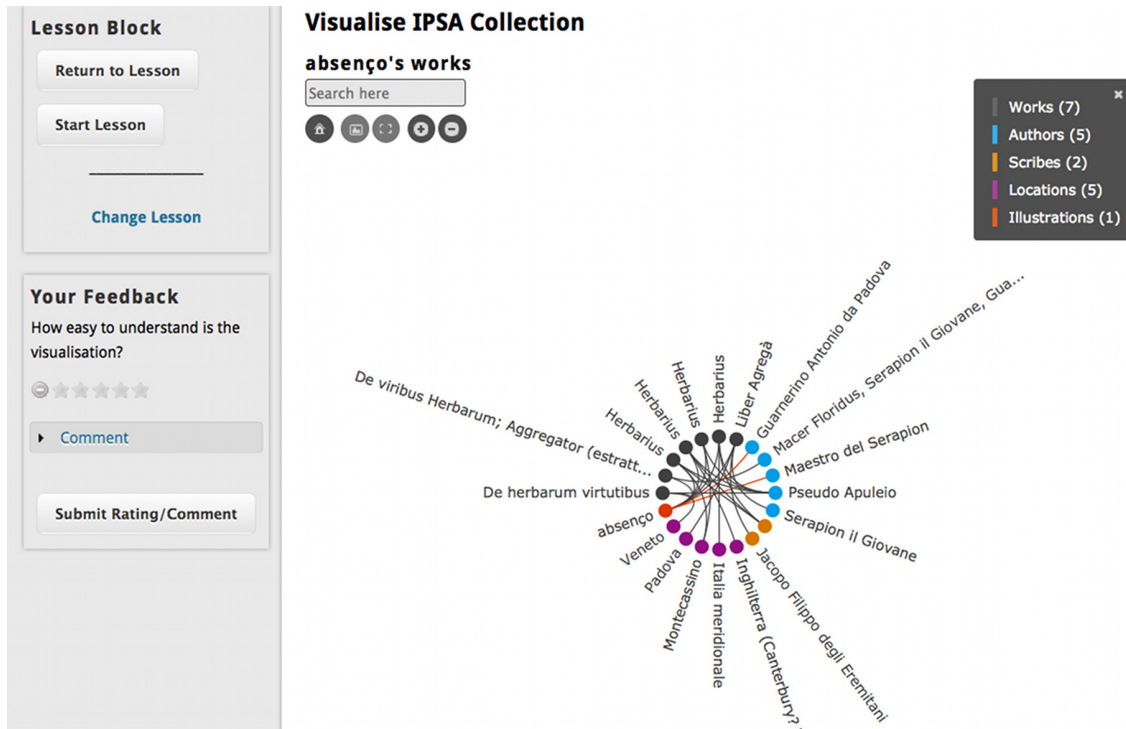 Lesson Block
Return to Lesson
Start Lesson
Change Lesson
Your Feedback
How easy to understand is the
visualisation?
Comment
Submit Rating/Comment
Visualise IPSA Collection
absenço's works
Search here
Works (7)
Authors (5)
Scribes (2)
Locations (5)
Illustrations (1)
De herbarum virtutibus
De viribus Herbarum; Aggregator (estratt...
Herbarius
Herbarius
Herbarius
Herbarius
Liber Agregà
Guarnerino Antonio da Padova
Macer Floridus, Serapion il Giovane, Gua...
Maestro del Serapion
Pseudo Apuleio
Serapion il Giovane
Jacopo Filippo degli Eremitani
Inghilterra (Canterbury?
Italia meridionale
Montecassino
Padova
Veneto
absenço